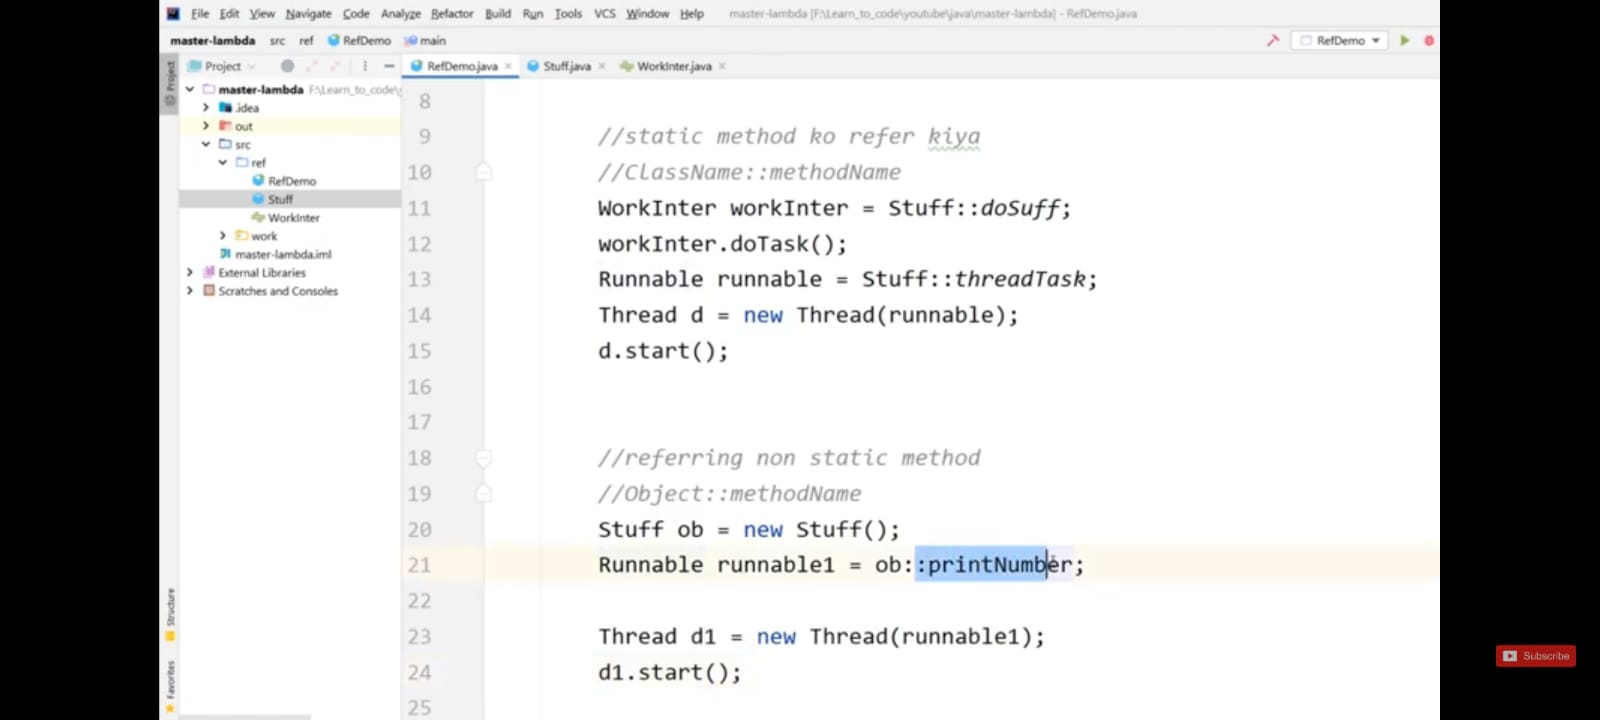 File Edit View Navigate Code Analyze Refactor Build Run Tools VCS Window Help master-lambda [F:\Learn_to_code\youtube\java\master-lambda] - RefDemo.java
master-lambda src ref RefDemo main RefDemo
Project Project RefDemo.java Stuff.java WorkInter.java
master-lambda F:\Learn_to_code\
.idea
out
src
ref
RefDemo
Stuff
WorkInter
work
master-lambda.iml
External Libraries
Scratches and Consoles
Structure
Favorites
8
9 //static method ko refer kiya
10 //ClassName::methodName
11 WorkInter workInter = Stuff::doSuff;
12 workInter.doTask();
13 Runnable runnable = Stuff::threadTask;
14 Thread d = new Thread(runnable);
15 d.start();
16
17
18 //referring non static method
19 //Object::methodName
20 Stuff ob = new Stuff();
21 Runnable runnable1 = ob::printNumber;
22
23 Thread d1 = new Thread(runnable1);
24 d1.start();
25
Subscribe